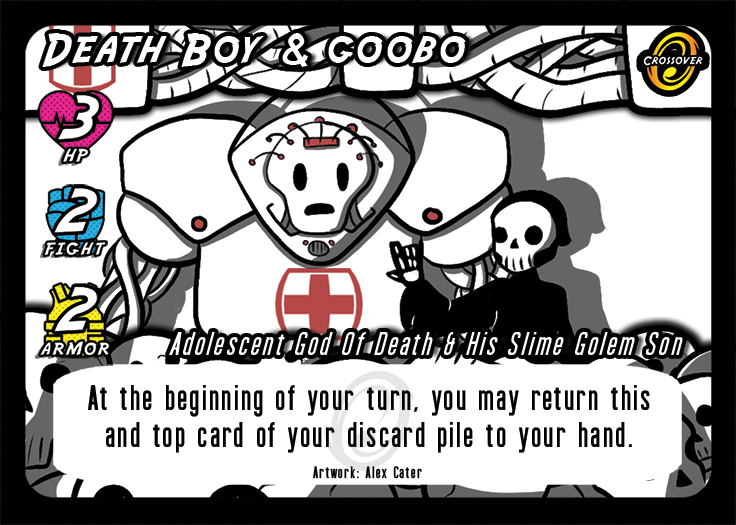 Death Boy & Goobo
Crossover
3
HP
2
Fight
2
Armor
Adolescent God Of Death & His Slime Golem Son
At the beginning of your turn, you may return this
and top card of your discard pile to your hand.
Artwork: Alex Cater